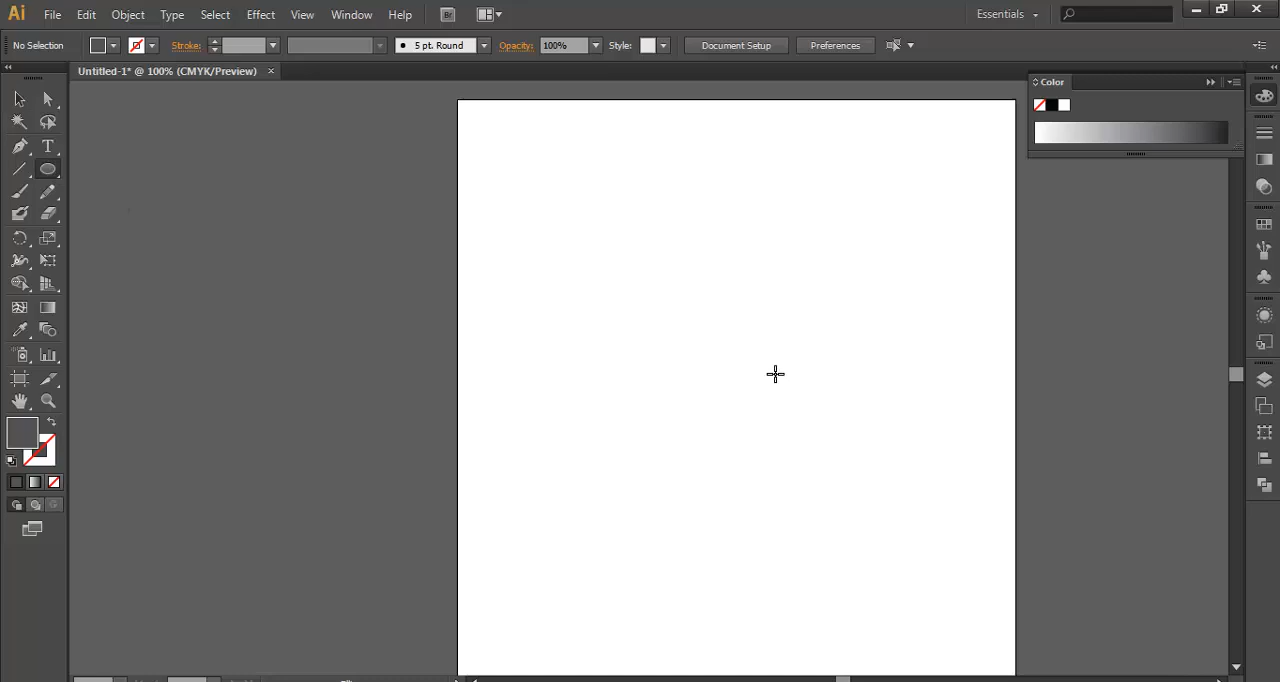 Ai File Edit Object Type Select Effect View Window Help Br Essentials
No Selection Stroke: 5 pt. Round Opacity: 100% Style: Document Setup Preferences
Untitled-1* @ 100% (CMYK/Preview) ×
Color
T